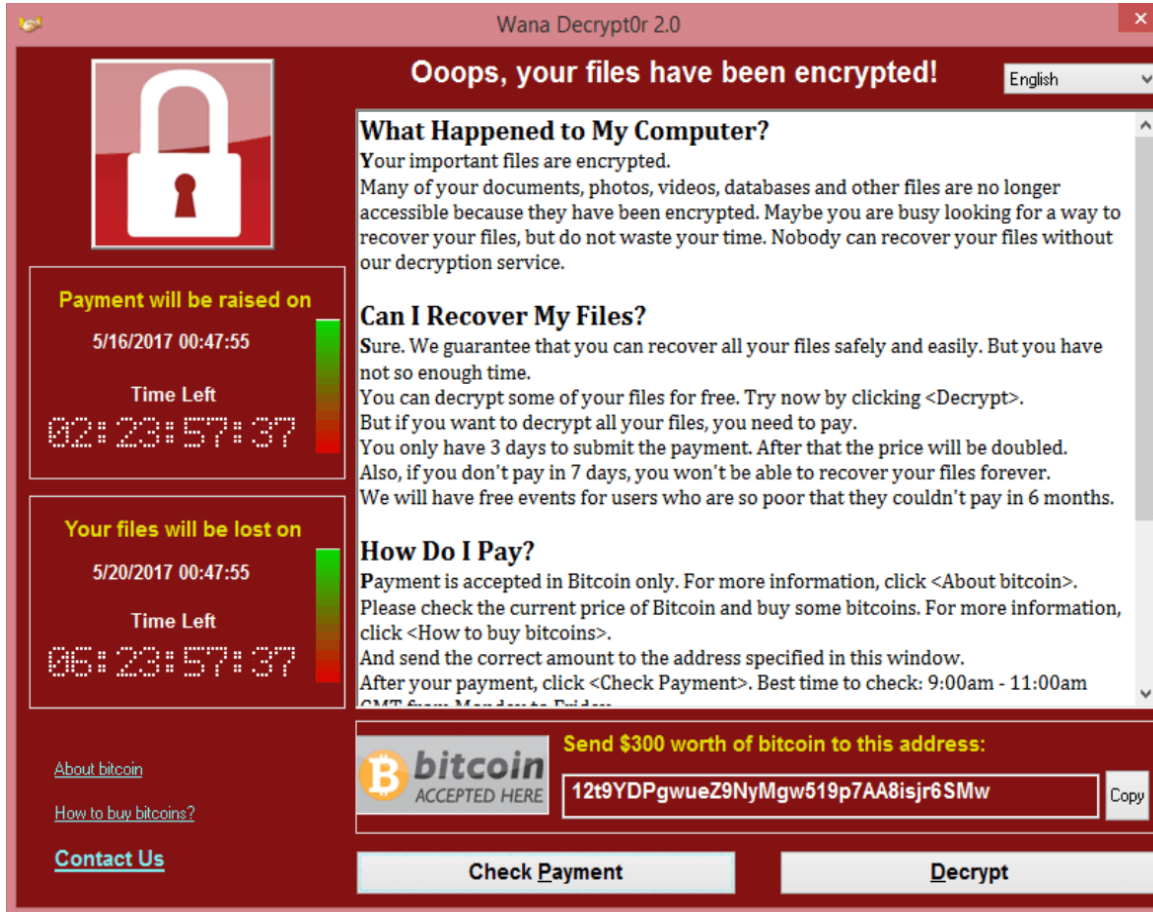 Wana Decrypt0r 2.0
Ooops, your files have been encrypted!
English
Payment will be raised on
5/16/2017 00:47:55
Time Left
02:23:57:37
Your files will be lost on
5/20/2017 00:47:55
Time Left
06:23:57:37
About bitcoin
How to buy bitcoins?
Contact Us
What Happened to My Computer?
Your important files are encrypted.
Many of your documents, photos, videos, databases and other files are no longer
accessible because they have been encrypted. Maybe you are busy looking for a way to
recover your files, but do not waste your time. Nobody can recover your files without
our decryption service.
Can I Recover My Files?
Sure. We guarantee that you can recover all your files safely and easily. But you have
not so enough time.
You can decrypt some of your files for free. Try now by clicking <Decrypt>.
But if you want to decrypt all your files, you need to pay.
You only have 3 days to submit the payment. After that the price will be doubled.
Also, if you don't pay in 7 days, you won't be able to recover your files forever.
We will have free events for users who are so poor that they couldn't pay in 6 months.
How Do I Pay?
Payment is accepted in Bitcoin only. For more information, click <About bitcoin>.
Please check the current price of Bitcoin and buy some bitcoins. For more information,
click <How to buy bitcoins>.
And send the correct amount to the address specified in this window.
After your payment, click <Check Payment>. Best time to check: 9:00am - 11:00am
GMT from Monday to Friday
bitcoin
ACCEPTED HERE
Send $300 worth of bitcoin to this address:
12t9YDPgwueZ9NyMgw519p7AA8isjr6SMw
Copy
Check Payment
Decrypt